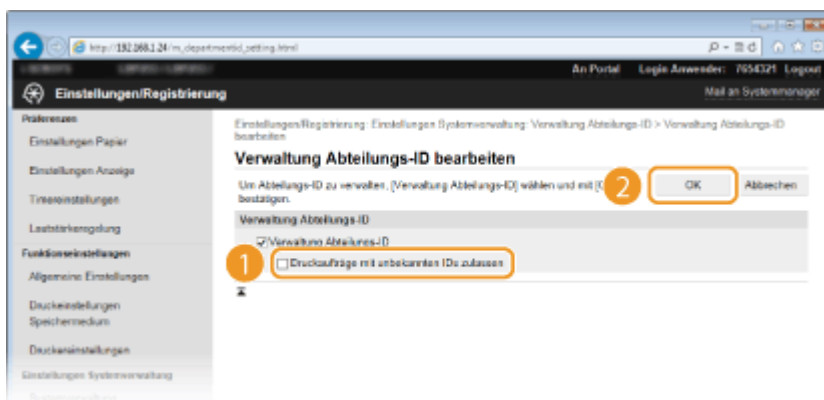 http://192.168.1.24/m_departmentid_setting.html
An Portal Login Anwender: 7654321 Logout
Einstellungen/Registrierung
Mail an Systemmanager
Präferenzen
Einstellungen Papier
Einstellungen Anzeige
Timereinstellungen
Lautstärkeregelung
Funktionseinstellungen
Allgemeine Einstellungen
Druckeinstellungen
Speichermedium
Druckereinstellungen
Einstellungen Systemverwaltung
Einstellungen/Registrierung: Einstellungen Systemverwaltung: Verwaltung Abteilungs-ID > Verwaltung Abteilungs-ID
bearbeiten
Verwaltung Abteilungs-ID bearbeiten
Um Abteilungs-ID zu verwalten, [Verwaltung Abteilungs-ID] wählen und mit [O
bestätigen.
2
OK
Abbrechen
Verwaltung Abteilungs-ID
Verwaltung Abteilungs-ID
1
Druckaufträge mit unbekannten IDs zulassen